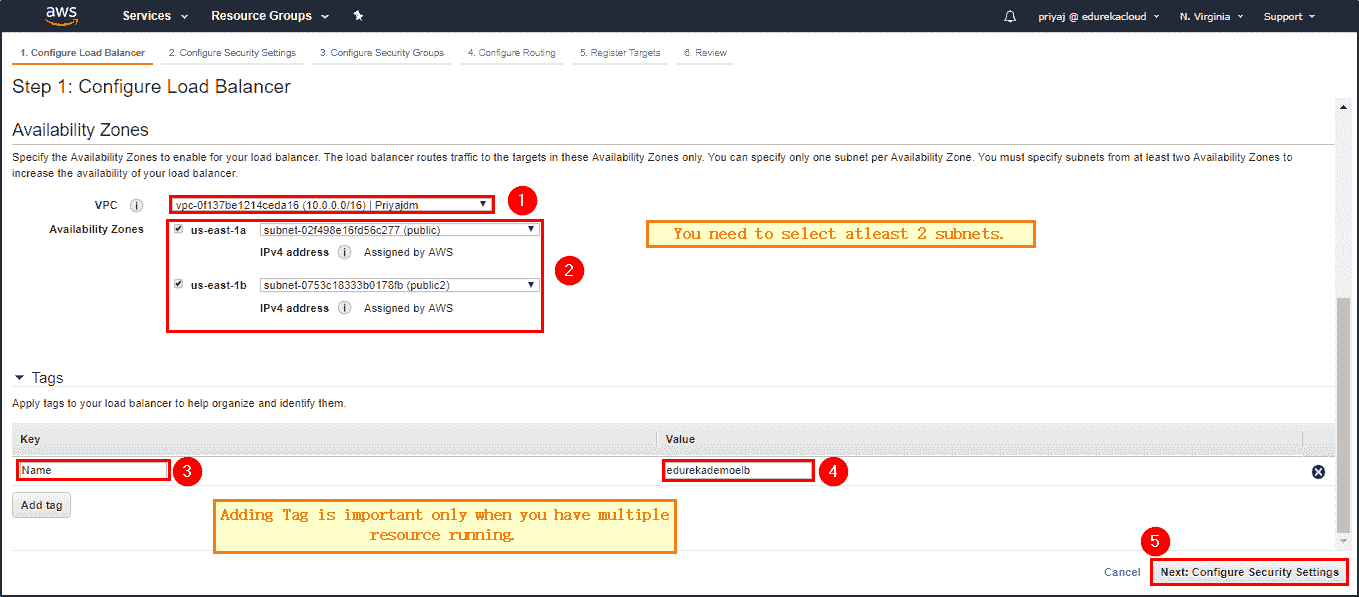 aws Services Resource Groups priyaj @ edurekacloud N. Virginia Support
1. Configure Load Balancer 2. Configure Security Settings 3. Configure Security Groups 4. Configure Routing 5. Register Targets 6. Review
Step 1: Configure Load Balancer
Availability Zones
Specify the Availability Zones to enable for your load balancer. The load balancer routes traffic to the targets in these Availability Zones only. You can specify only one subnet per Availability Zone. You must specify subnets from at least two Availability Zones to
increase the availability of your load balancer.
VPC i vpc-0f137be1214ceda16 (10.0.0.0/16) | Priyajdm 1
Availability Zones us-east-1a subnet-02f498e16fd56c277 (public)
You need to select atleast 2 subnets.
IPv4 address i Assigned by AWS
2
us-east-1b subnet-0753c18333b0178fb (public2)
IPv4 address i Assigned by AWS
Tags
Apply tags to your load balancer to help organize and identify them.
Key Value
Name 3 edurekademoelb 4
Add tag
Adding Tag is important only when you have multiple
resource running.
5
Cancel Next: Configure Security Settings